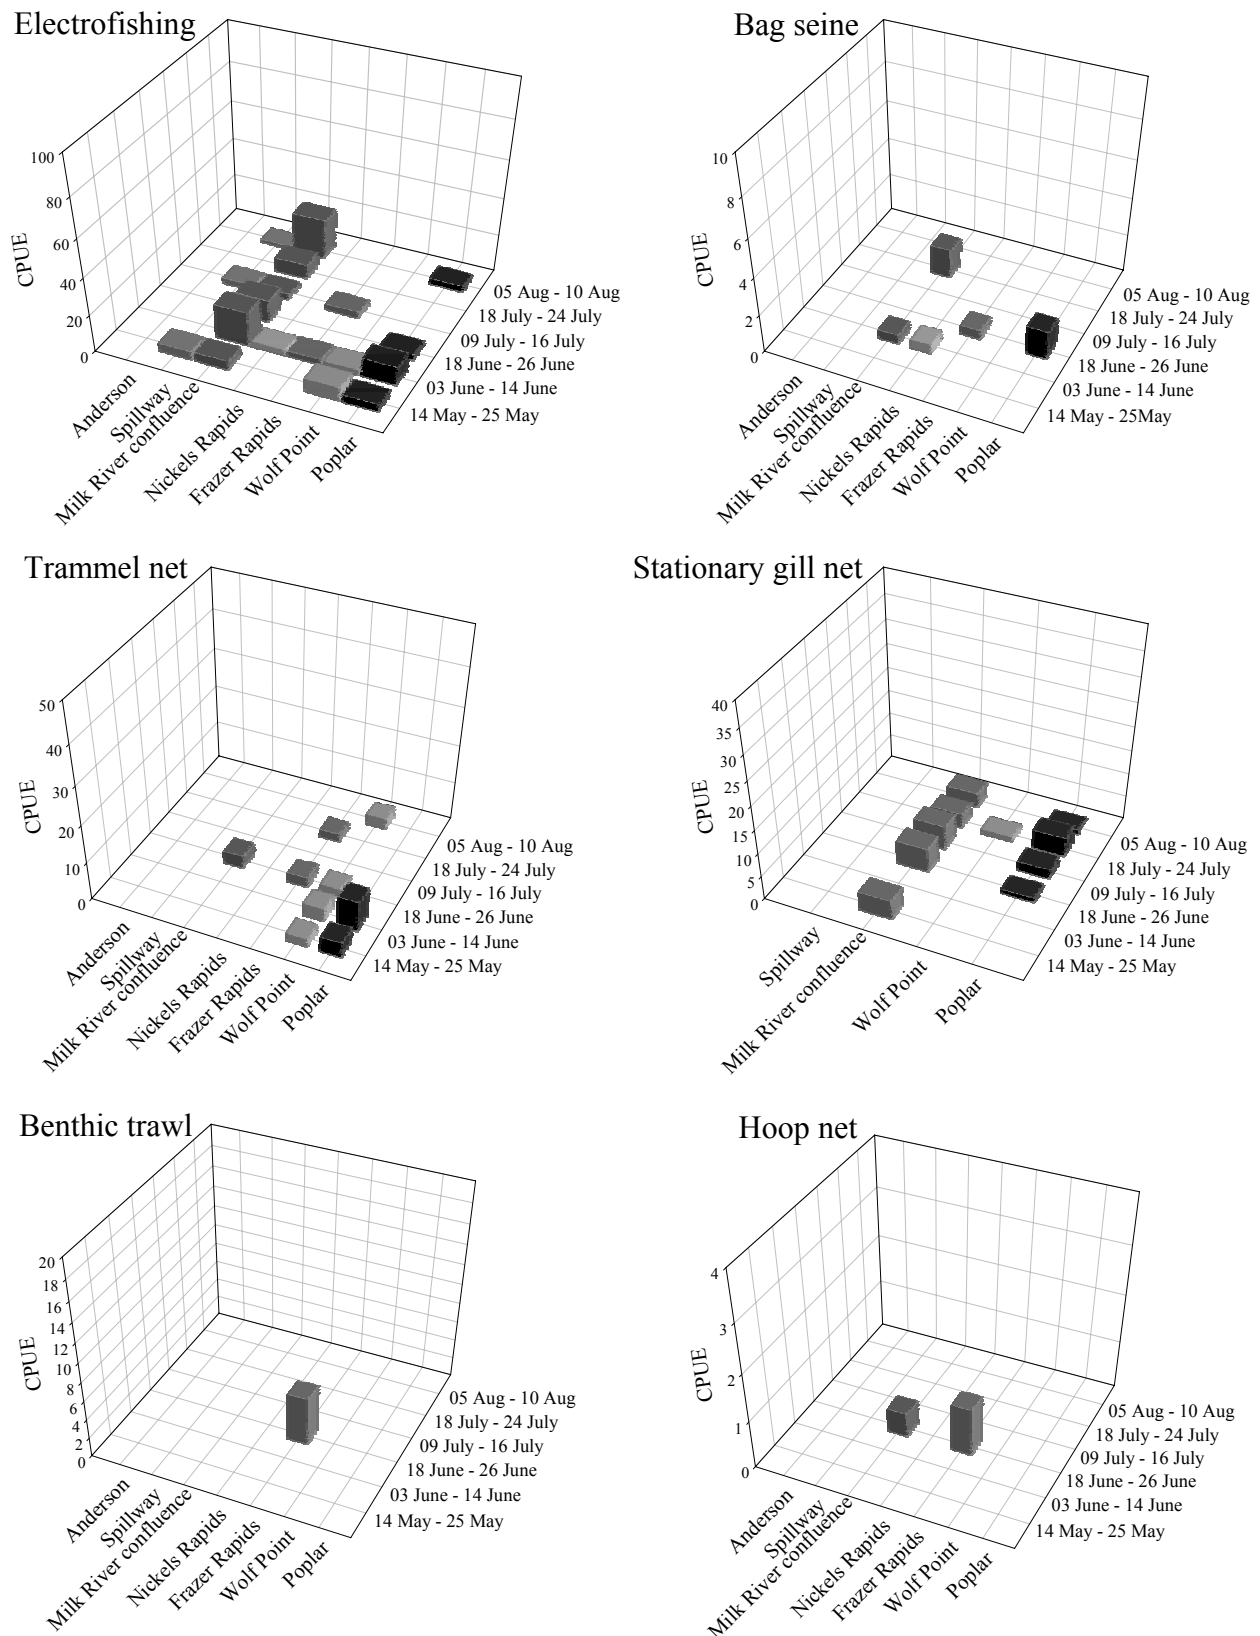 Electrofishing
100
80
60
40
20
0
CPUE
Anderson
Spillway
Milk River confluence
Nickels Rapids
Frazer Rapids
Wolf Point
Poplar
05 Aug - 10 Aug
18 July - 24 July
09 July - 16 July
18 June - 26 June
03 June - 14 June
14 May - 25 May
Bag seine
10
8
6
4
2
0
CPUE
Anderson
Spillway
Milk River confluence
Nickels Rapids
Frazer Rapids
Wolf Point
Poplar
05 Aug - 10 Aug
18 July - 24 July
09 July - 16 July
18 June - 26 June
03 June - 14 June
14 May - 25May
Trammel net
50
40
30
20
10
0
CPUE
Anderson
Spillway
Milk River confluence
Nickels Rapids
Frazer Rapids
Wolf Point
Poplar
05 Aug - 10 Aug
18 July - 24 July
09 July - 16 July
18 June - 26 June
03 June - 14 June
14 May - 25 May
Stationary gill net
40
35
30
25
20
15
10
5
0
CPUE
Spillway
Milk River confluence
Wolf Point
Poplar
05 Aug - 10 Aug
18 July - 24 July
09 July - 16 July
18 June - 26 June
03 June - 14 June
14 May - 25 May
Benthic trawl
20
18
16
14
12
10
8
6
4
2
0
CPUE
Anderson
Spillway
Milk River confluence
Nickels Rapids
Frazer Rapids
Wolf Point
Poplar
05 Aug - 10 Aug
18 July - 24 July
09 July - 16 July
18 June - 26 June
03 June - 14 June
14 May - 25 May
Hoop net
4
3
2
1
0
CPUE
Anderson
Spillway
Milk River confluence
Nickels Rapids
Frazer Rapids
Wolf Point
Poplar
05 Aug - 10 Aug
18 July - 24 July
09 July - 16 July
18 June - 26 June
03 June - 14 June
14 May - 25 May